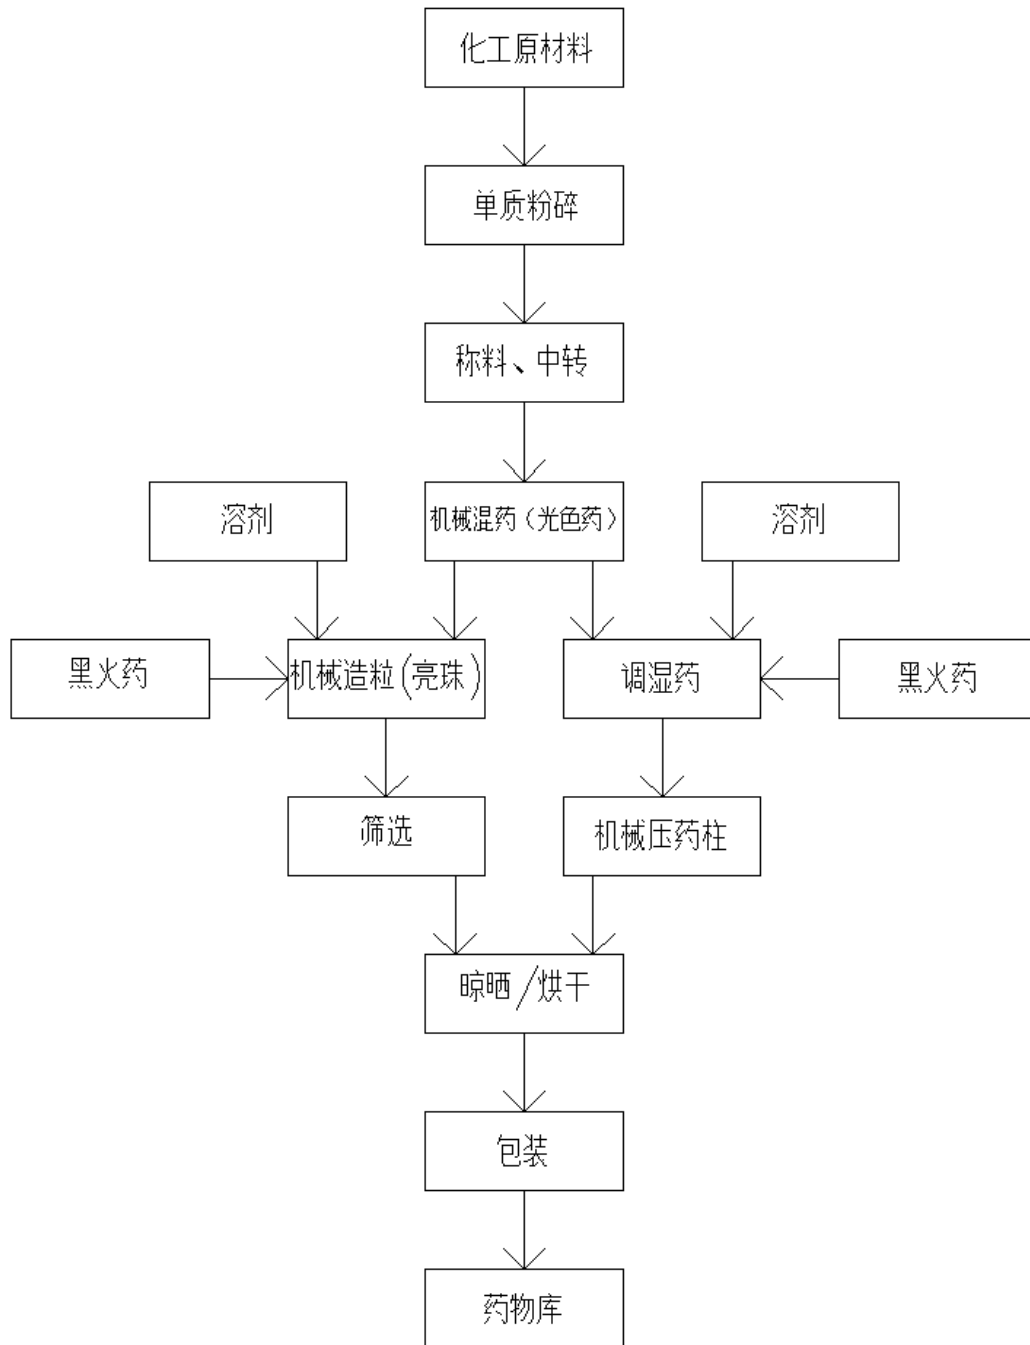 化工原材料
单质粉碎
称料、中转
溶剂
机械混药（光色药）
溶剂
黑火药
机械造粒(亮珠)
调湿药
黑火药
筛选
机械压药柱
晾晒/烘干
包装
药物库